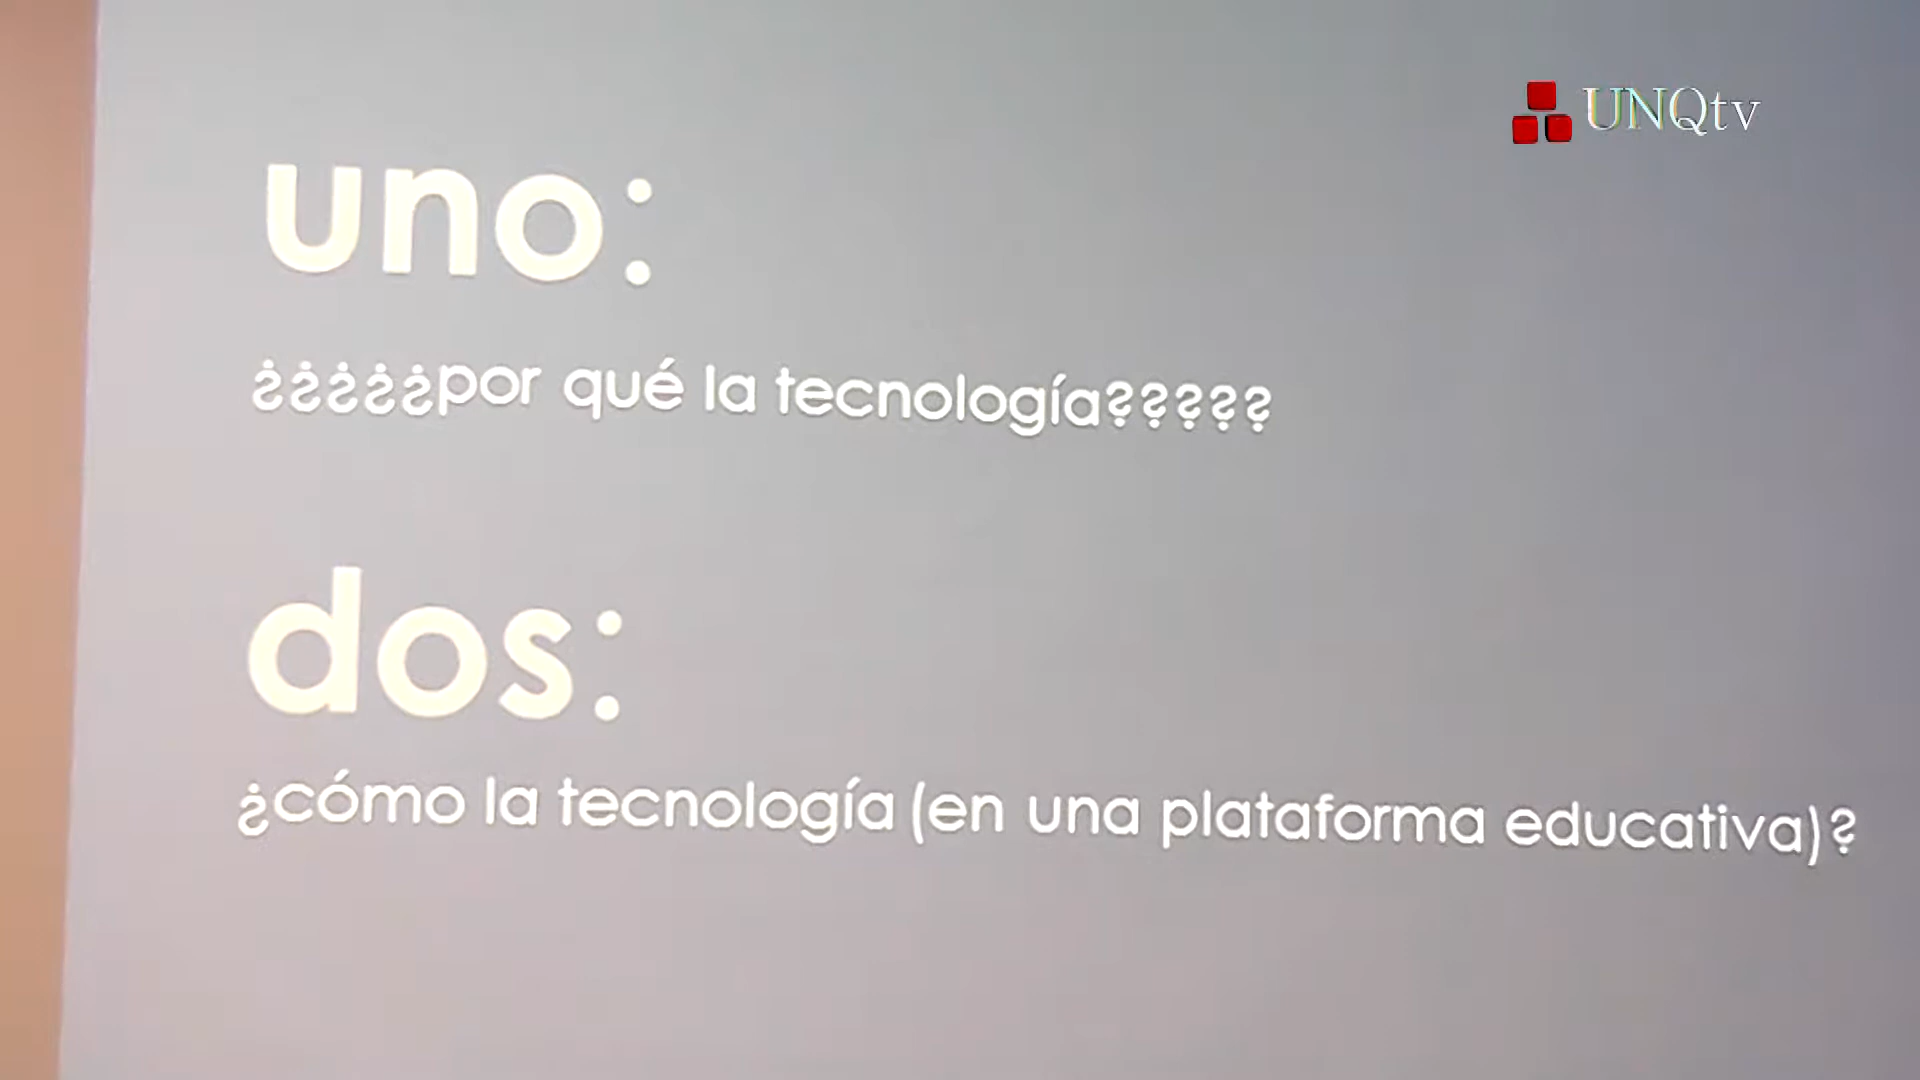 UNQtv
uno:
¿¿¿¿¿por qué la tecnología?????
dos:
¿cómo la tecnología (en una plataforma educativa)?